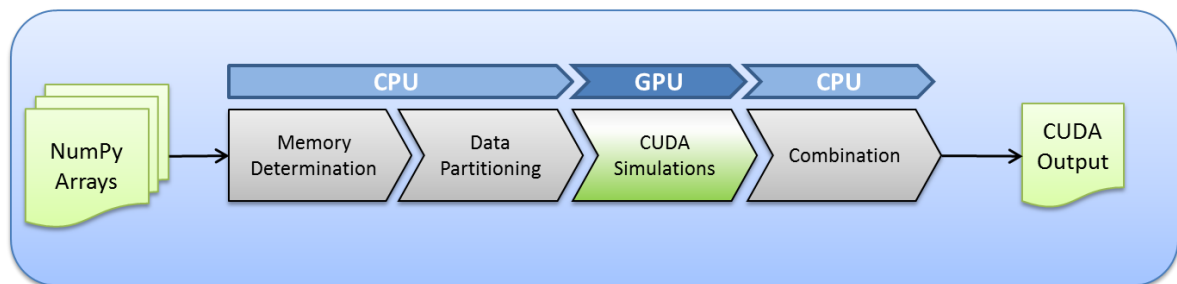 CPU
GPU
CPU
NumPy
Arrays
Memory
Determination
Data
Partitioning
CUDA
Simulations
Combination
CUDA
Output